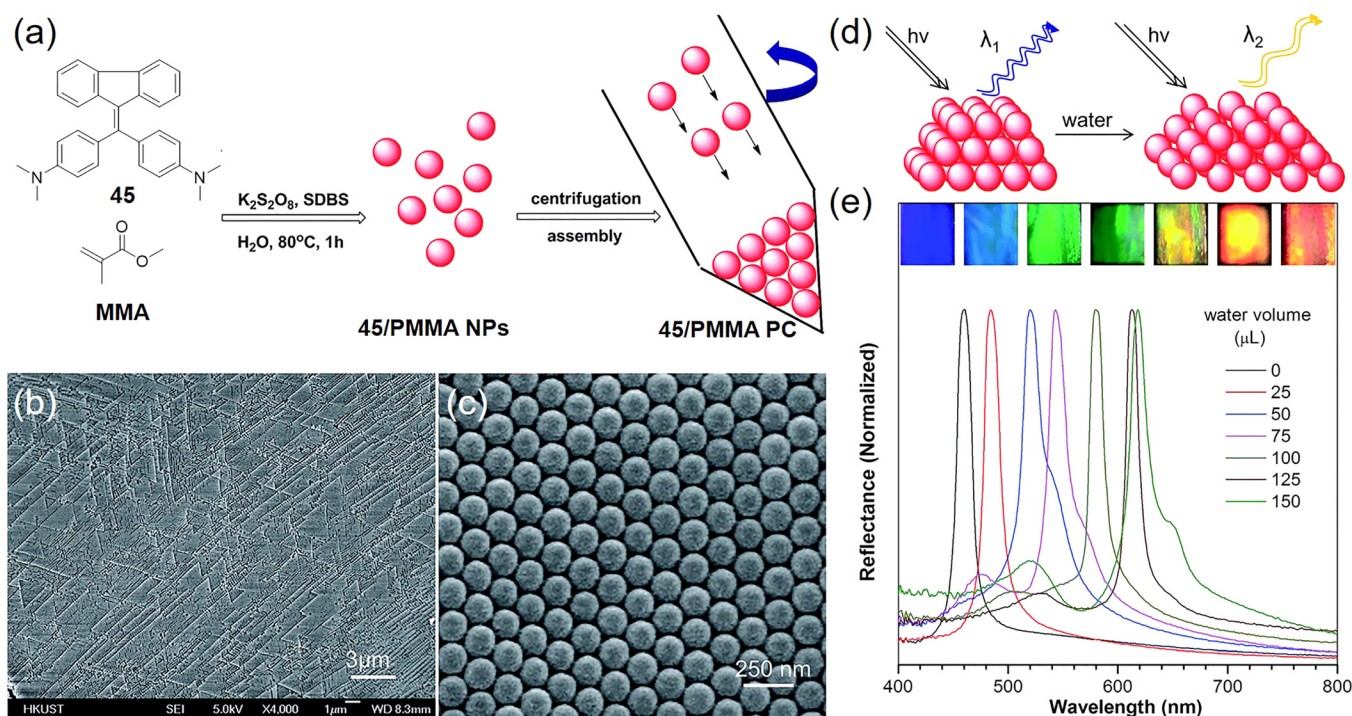 (a)
N
N
45
O
O
MMA
K2S2O8, SDBS
H2O, 80°C, 1h
45/PMMA NPs
centrifugation
assembly
45/PMMA PC
(b)
3μm
HKUST SEI 5.0kV X4,000 1μm WD 8.3mm
(c)
250 nm
(d)
hν
λ1
water
hν
λ2
(e)
water volume
(μL)
0
25
50
75
100
125
150
Reflectance (Normalized)
400 500 600 700 800
Wavelength (nm)